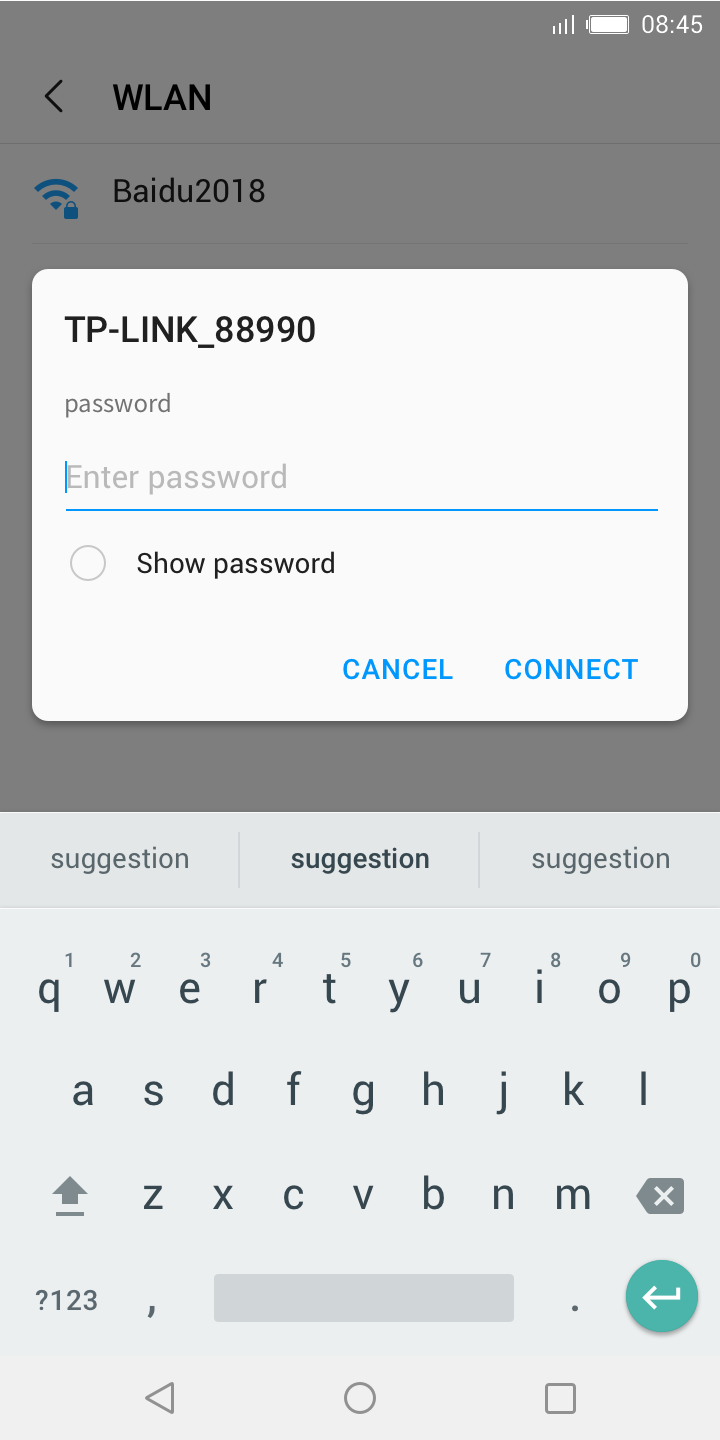 08:45
WLAN
Baidu2018
TP-LINK_88990
password
Enter password
Show password
CANCEL CONNECT
suggestion suggestion suggestion
1 2 3 4 5 6 7 8 9 0
q w e r t y u i o p
a s d f g h j k l
z x c v b n m
?123 , .